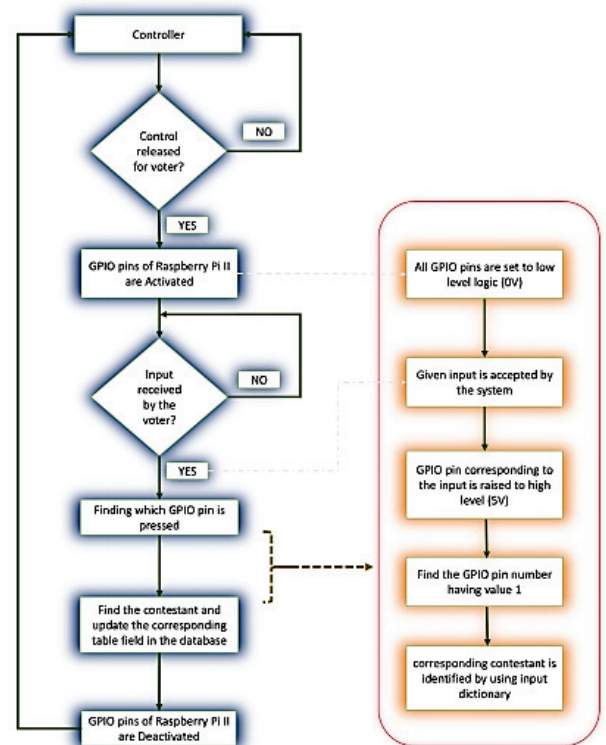 Controller
Control
released
for voter?
NO
YES
GPIO pins of Raspberry Pi II
are Activated
Input
received
by the
voter?
NO
YES
Finding which GPIO pin is
pressed
Find the contestant and
update the corresponding
table field in the database
GPIO pins of Raspberry Pi II
are Deactivated
All GPIO pins are set to low
level logic (0V)
Given input is accepted by
the system
GPIO pin corresponding to
the input is raised to high
level (5V)
Find the GPIO pin number
having value 1
corresponding contestant is
identified by using input
dictionary